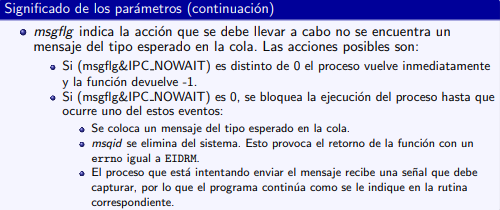 Significado de los parámetros (continuación)
msgflg indica la acción que se debe llevar a cabo no se encuentra un
mensaje del tipo esperado en la cola. Las acciones posibles son:
Si (msgflg&IPC_NOWAIT) es distinto de 0 el proceso vuelve inmediatamente
y la función devuelve -1.
Si (msgflg&IPC_NOWAIT) es 0, se bloquea la ejecución del proceso hasta que
ocurre uno del estos eventos:
Se coloca un mensaje del tipo esperado en la cola.
msqid se elimina del sistema. Esto provoca el retorno de la función con un
errno igual a EIDRM.
El proceso que está intentando enviar el mensaje recibe una señal que debe
capturar, por lo que el programa continúa como se le indique en la rutina
correspondiente.